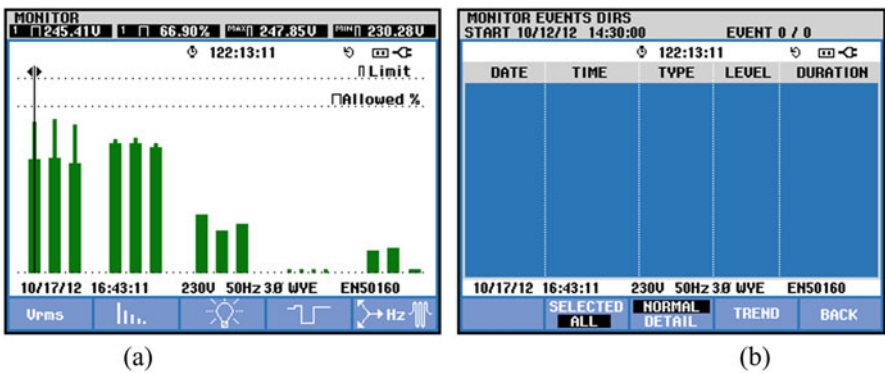 MONITOR
1 245.41V 1 66.90% MAX 247.85V MIN 230.28V
122:13:11
Limit
Allowed %
10/17/12 16:43:11 230V 50Hz 3Ø WYE EN50160
Vrms Hz
(a)
MONITOR EVENTS DIRS
START 10/12/12 14:30:00 EVENT 0 / 0
122:13:11
DATE TIME TYPE LEVEL DURATION
10/17/12 16:43:11 230V 50Hz 3Ø WYE EN50160
SELECTED NORMAL
ALL DETAIL TREND BACK
(b)